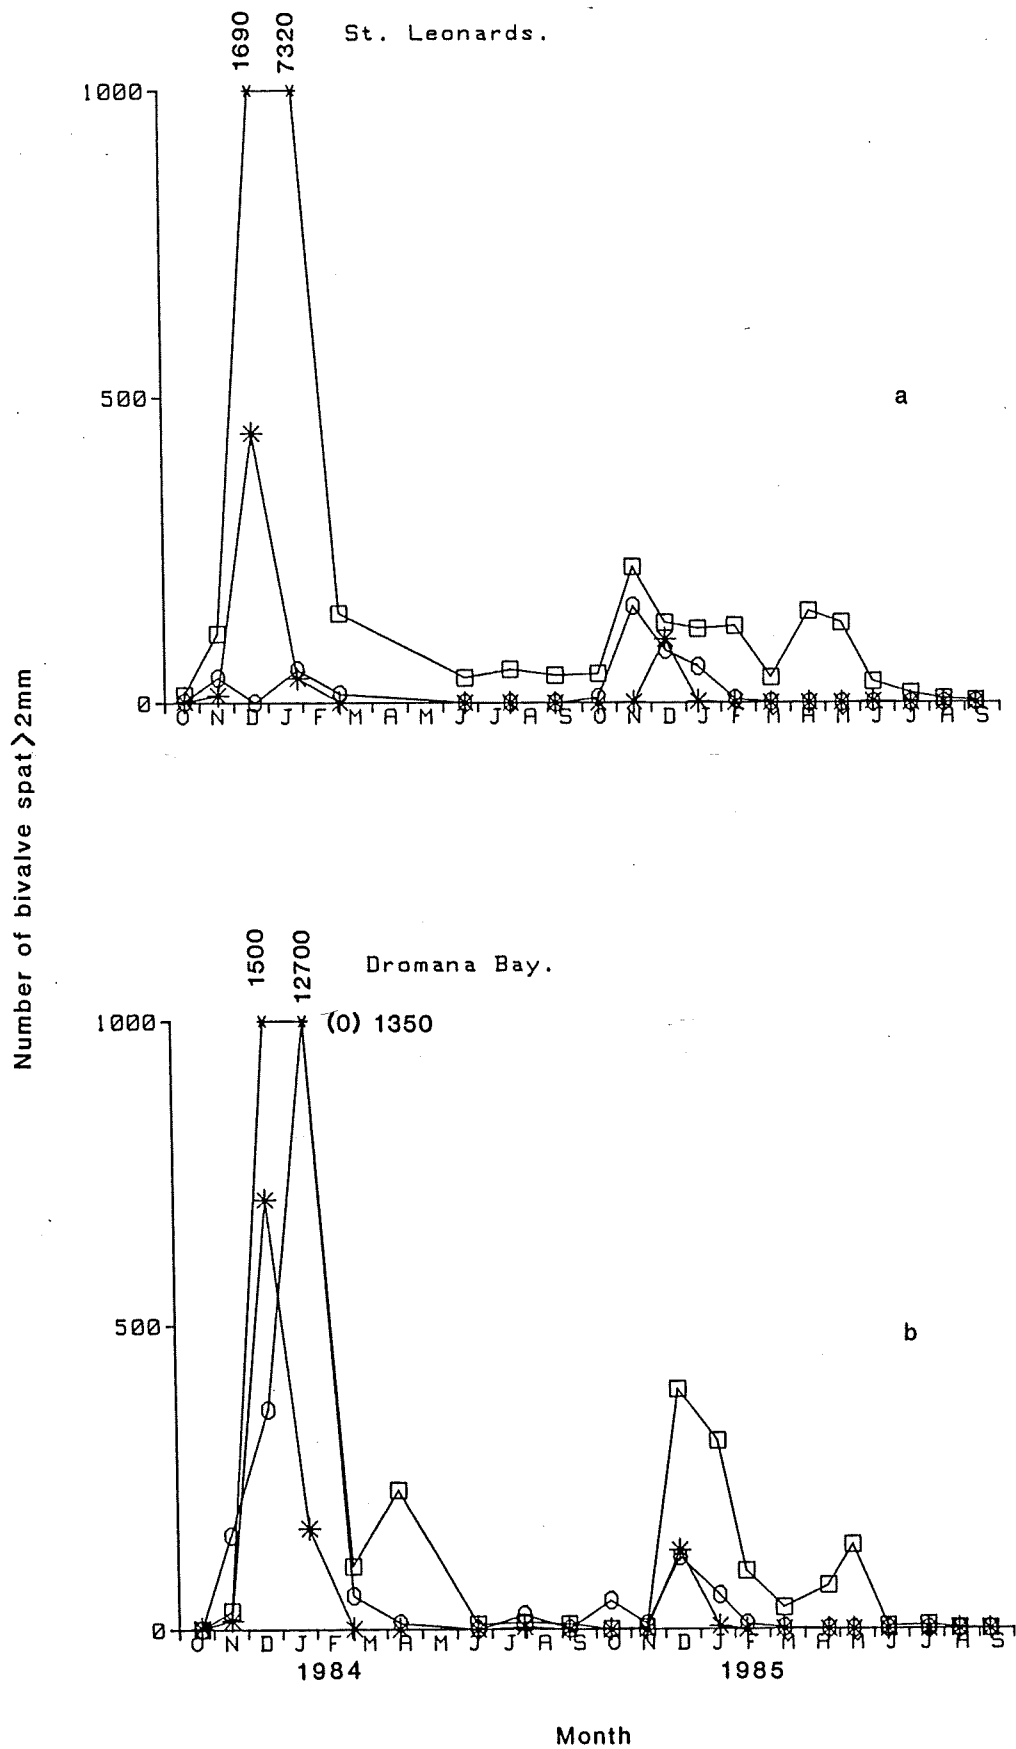 1690 7320 St. Leonards.
1000
500
a
0
O N D J F M A M J J A S O N D J F M A M J J A S
Number of bivalve spat >2mm
1500 12700 Dromana Bay.
1000 (0) 1350
500
b
0
O N D J F M A M J J A S O N D J F M A M J J A S
1984 1985
Month